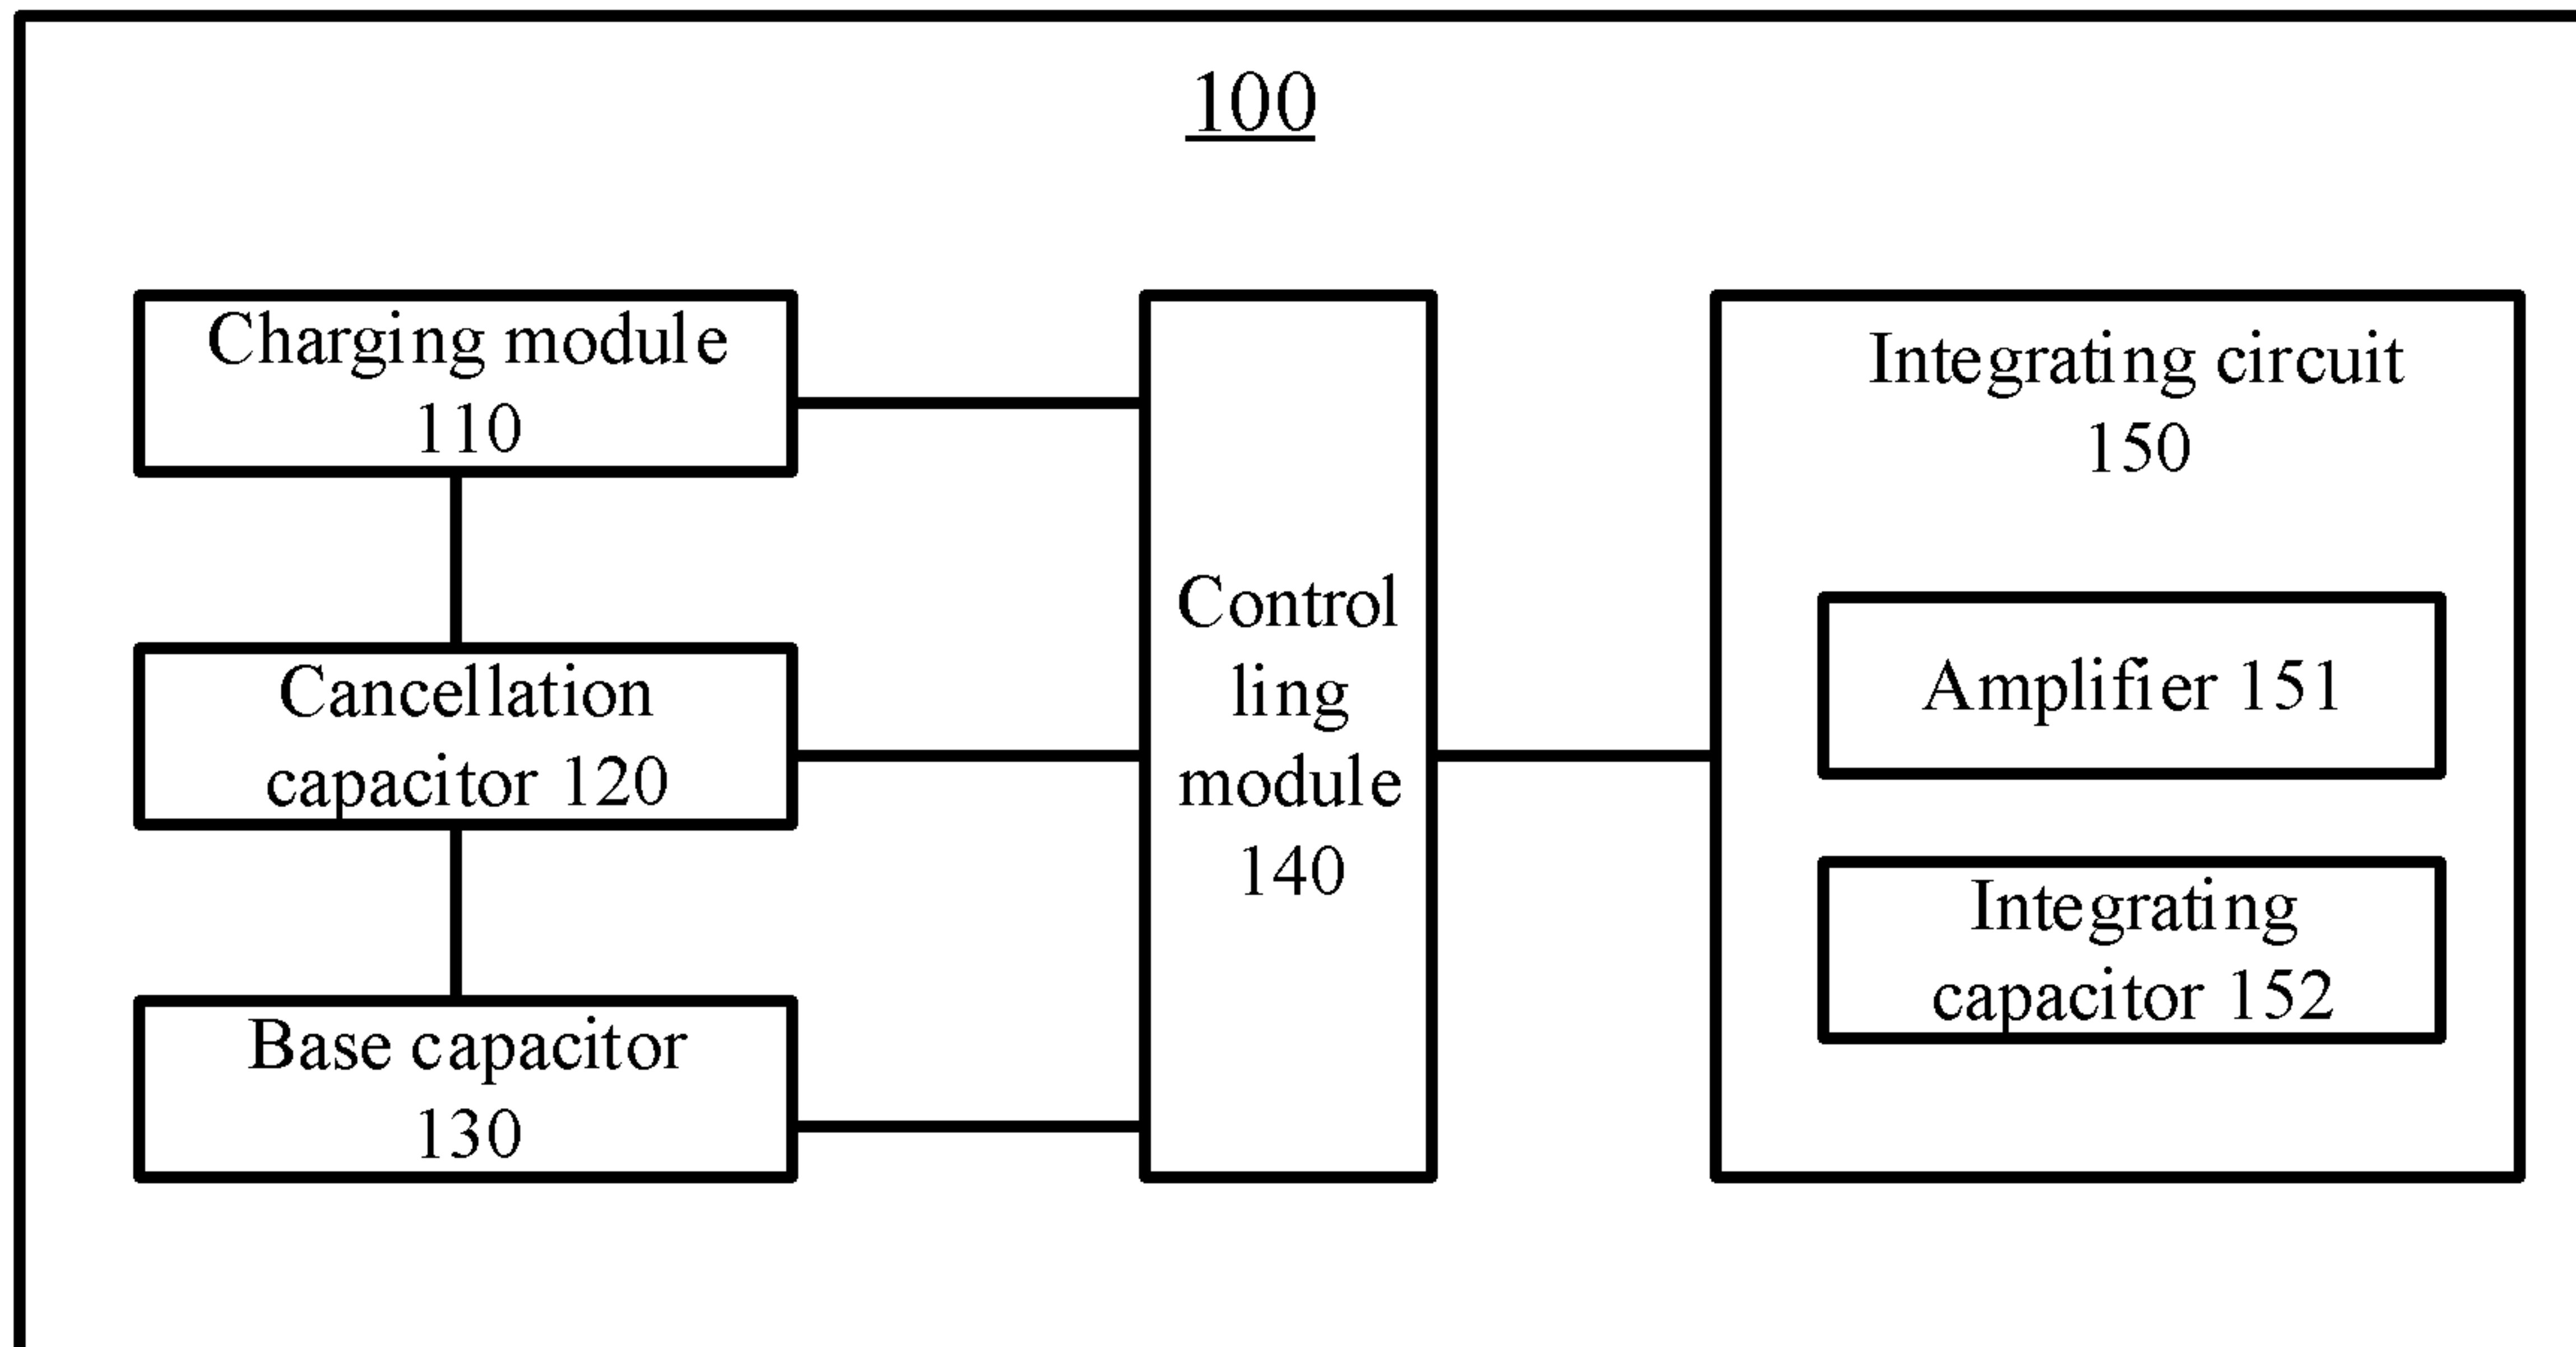 100
Charging module
110
Cancellation
capacitor 120
Base capacitor
130
Control
ling
module
140
Integrating circuit
150
Amplifier 151
Integrating
capacitor 152